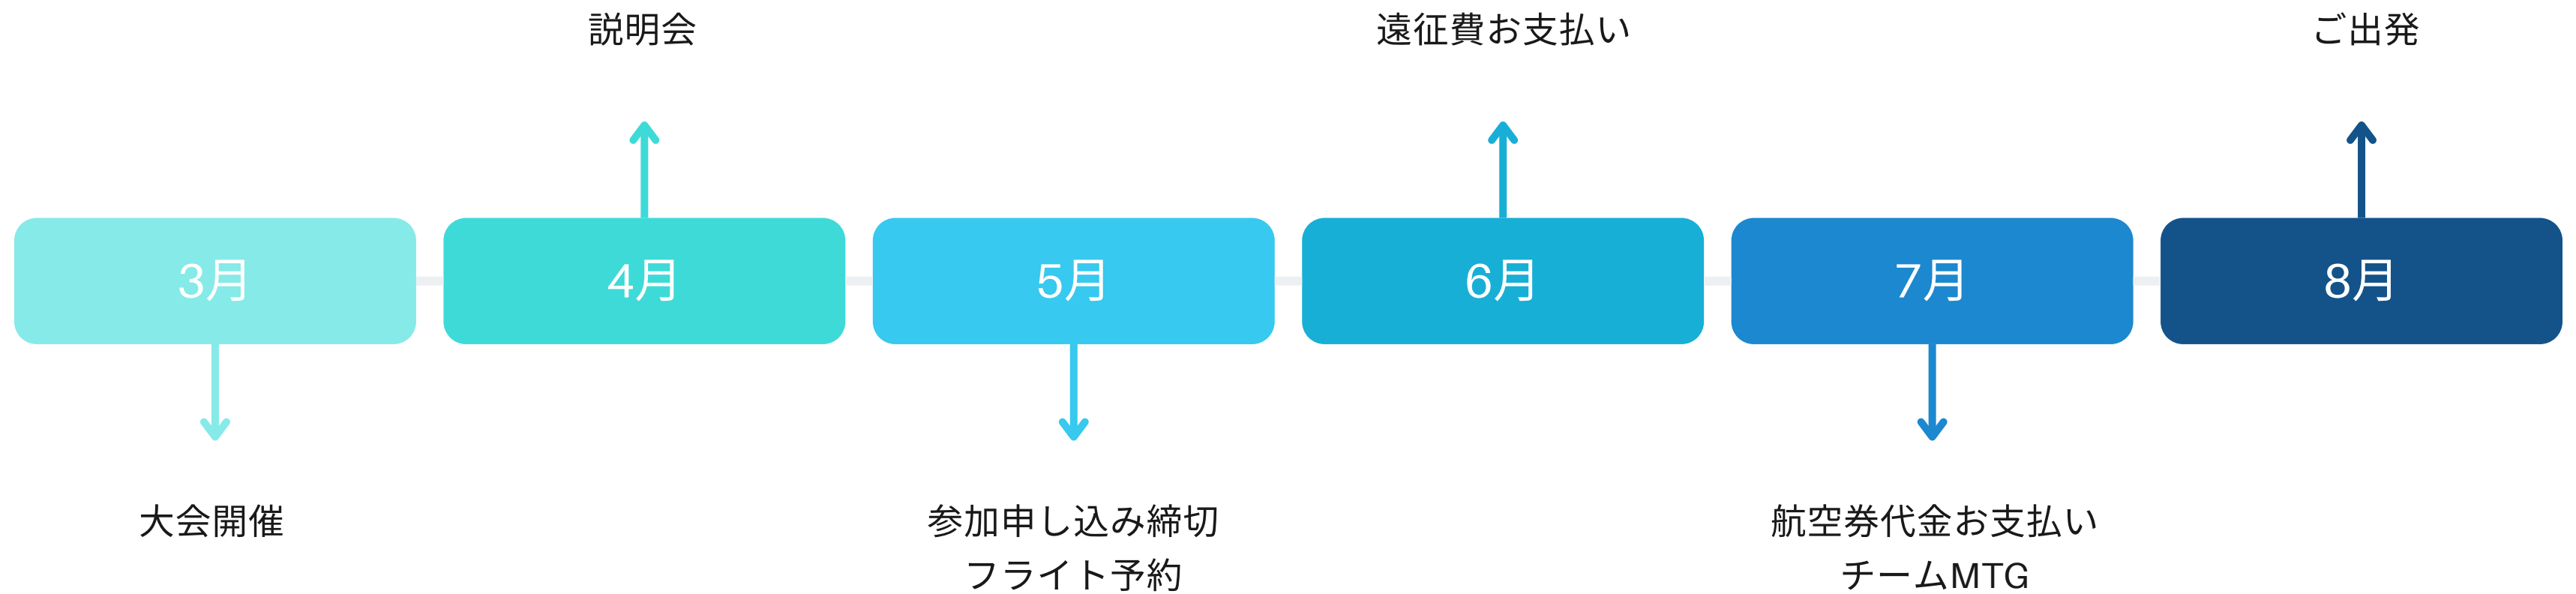 説明会
遠征費お支払い
ご出発
3月
4月
5月
6月
7月
8月
大会開催
参加申し込み締切
フライト予約
航空券代金お支払い
チームMTG